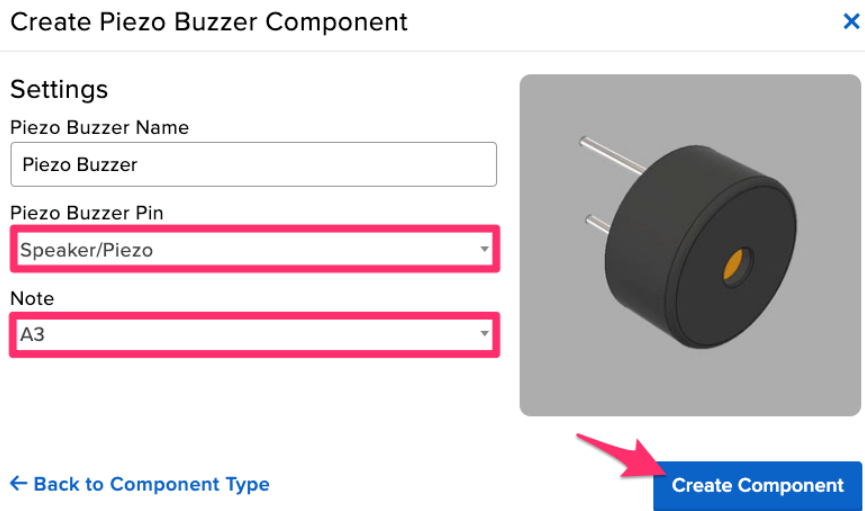 Create Piezo Buzzer Component
×
Settings
Piezo Buzzer Name
Piezo Buzzer
Piezo Buzzer Pin
Speaker/Piezo
Note
A3
← Back to Component Type
Create Component